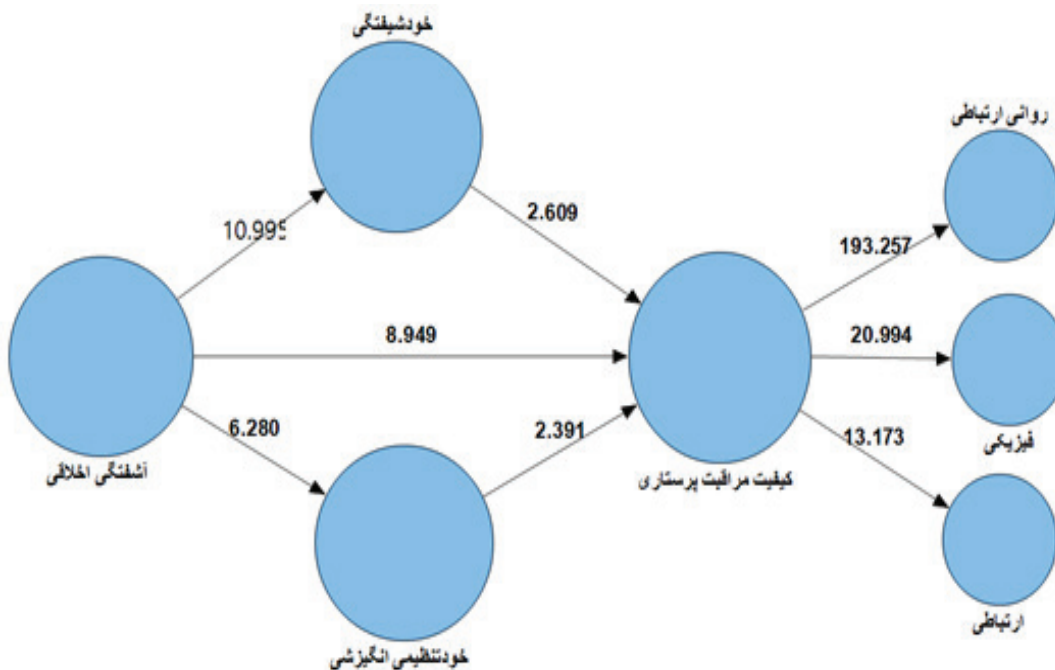 خودشیفتگی
روانی ارتباطی
10.995
2.609
193.257
8.949
20.994
6.280
2.391
13.173
فیزیکی
آشفتگی اخلاقی
کیفیت مراقبت پرستاری
ارتباطی
خودتنظیمی انگیزشی